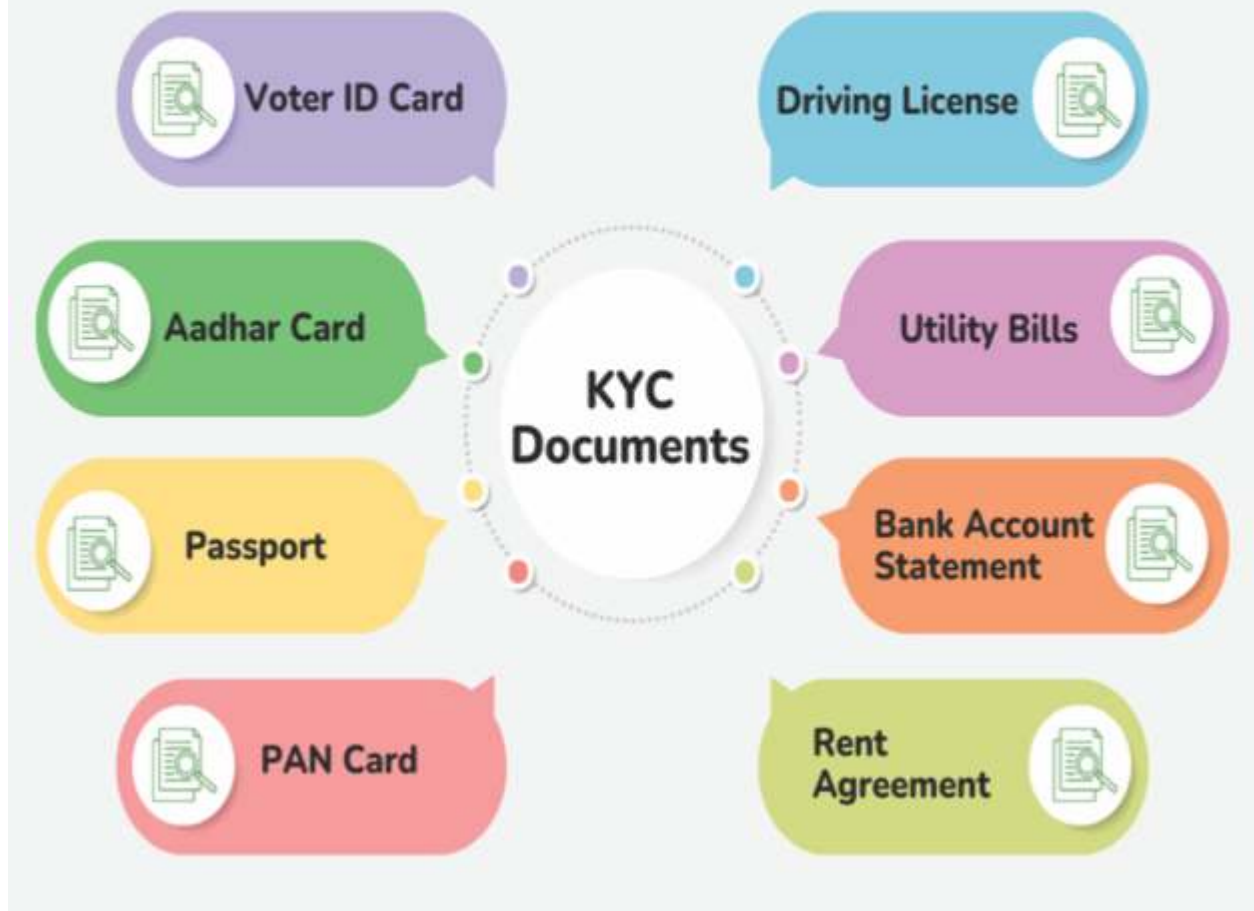 Voter ID Card
Driving License
Aadhar Card
Utility Bills
KYC
Documents
Passport
Bank Account
Statement
PAN Card
Rent
Agreement